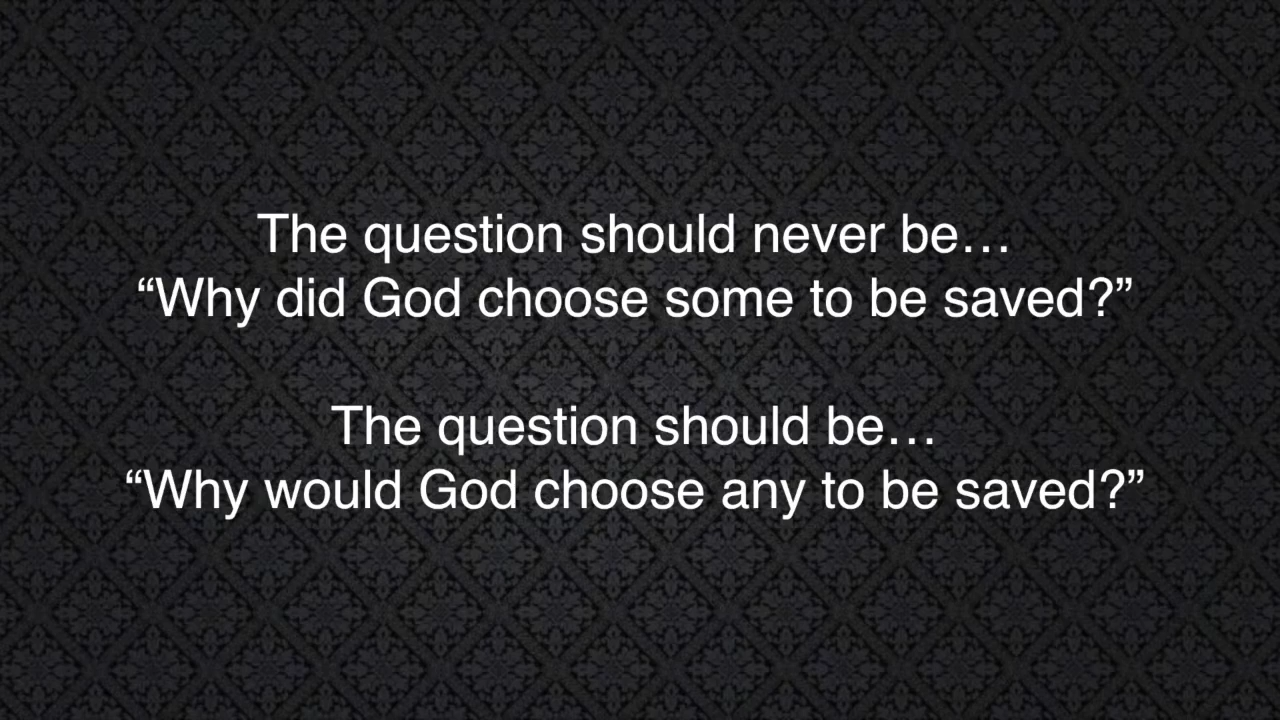 The question should never be…
“Why did God choose some to be saved?”
The question should be…
“Why would God choose any to be saved?”